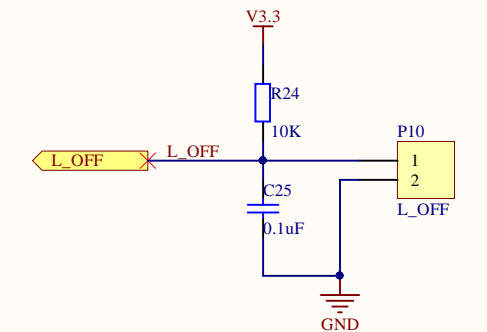 V3.3
R24
10K
L_OFF
L_OFF
P10
1
2
L_OFF
C25
0.1uF
GND